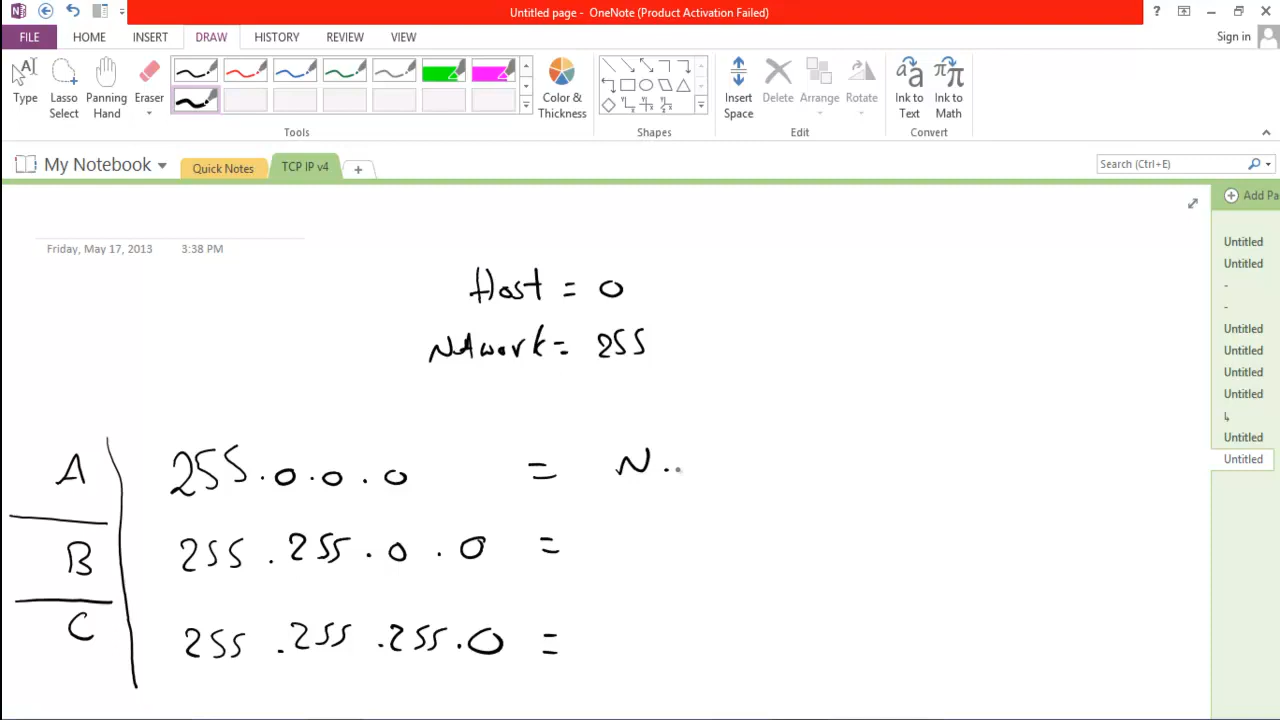 Untitled page - OneNote (Product Activation Failed)
?
FILE HOME INSERT DRAW HISTORY REVIEW VIEW
Sign in
Type
Lasso Select
Panning Hand
Eraser
Color & Thickness
Insert Space
Delete
Arrange
Rotate
Ink to Text
Ink to Math
Tools
Shapes
Edit
Convert
My Notebook
Quick Notes
TCP IP v4
+
Search (Ctrl+E)
Add Pa
Friday, May 17, 2013 3:38 PM
Host = 0
Network = 255
A 255.0.0.0 = N..
B 255.255.0.0 =
C 255.255.255.0 =
Untitled
Untitled
-
-
Untitled
Untitled
Untitled
Untitled
Untitled
Untitled